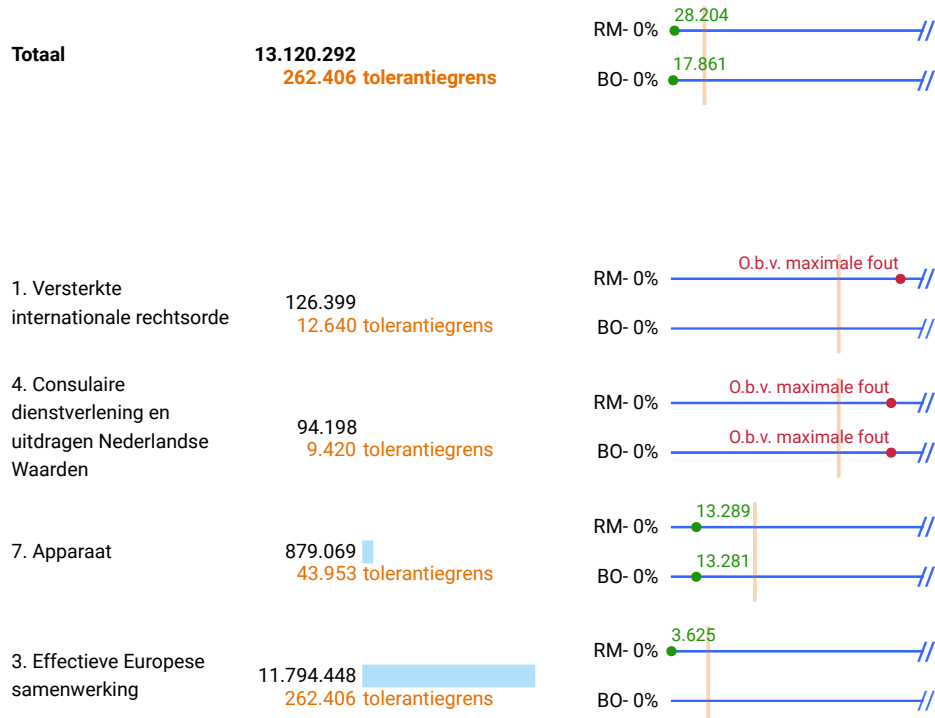 28.204
RM- 0%
Totaal 13.120.292
262.406 tolerantiegrens
17.861
BO- 0%
O.b.v. maximale fout
RM- 0%
1. Versterkte
internationale rechtsorde
126.399
12.640 tolerantiegrens
BO- 0%
4. Consulaire
dienstverlening en
uitdragen Nederlandse
Waarden
94.198
9.420 tolerantiegrens
O.b.v. maximale fout
RM- 0%
O.b.v. maximale fout
BO- 0%
13.289
RM- 0%
7. Apparaat 879.069
43.953 tolerantiegrens
13.281
BO- 0%
3.625
RM- 0%
3. Effectieve Europese
samenwerking
11.794.448
262.406 tolerantiegrens
BO- 0%